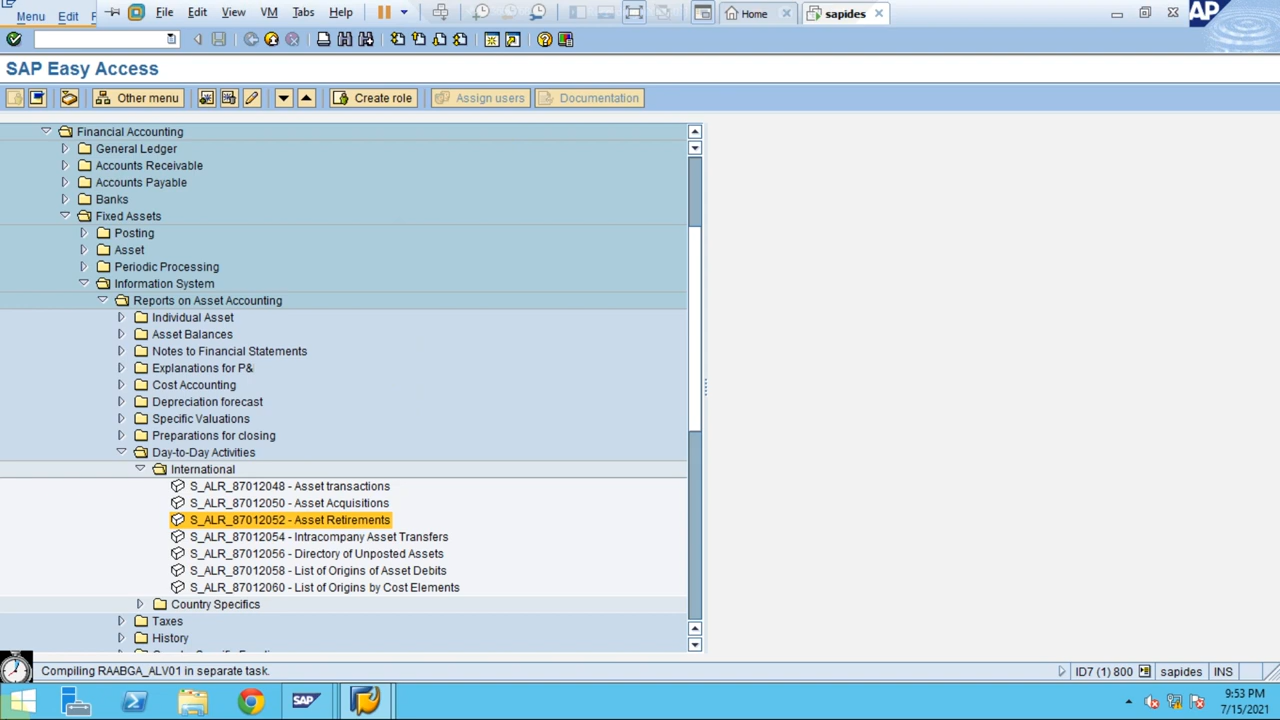 Menu Edit F
File Edit View VM Tabs Help
Home
sapides
SAP Easy Access
Other menu
Create role
Assign users
Documentation
Financial Accounting
General Ledger
Accounts Receivable
Accounts Payable
Banks
Fixed Assets
Posting
Asset
Periodic Processing
Information System
Reports on Asset Accounting
Individual Asset
Asset Balances
Notes to Financial Statements
Explanations for P&
Cost Accounting
Depreciation forecast
Specific Valuations
Preparations for closing
Day-to-Day Activities
International
S_ALR_87012048 - Asset transactions
S_ALR_87012050 - Asset Acquisitions
S_ALR_87012052 - Asset Retirements
S_ALR_87012054 - Intracompany Asset Transfers
S_ALR_87012056 - Directory of Unposted Assets
S_ALR_87012058 - List of Origins of Asset Debits
S_ALR_87012060 - List of Origins by Cost Elements
Country Specifics
Taxes
History
Compiling RAABGA_ALV01 in separate task.
ID7 (1) 800
sapides
INS
SAP
9:53 PM
7/15/2021